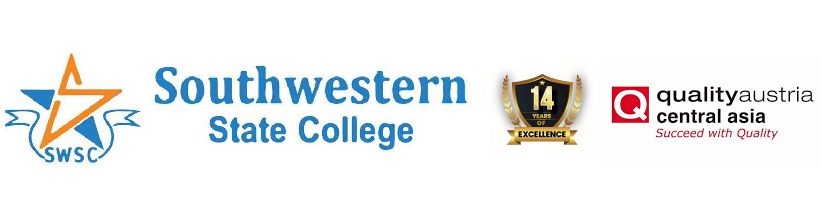 SWSC
Southwestern
State College
14
YEARS
OF
EXCELLENCE
Q
qualityaustria
central asia
Succeed with Quality